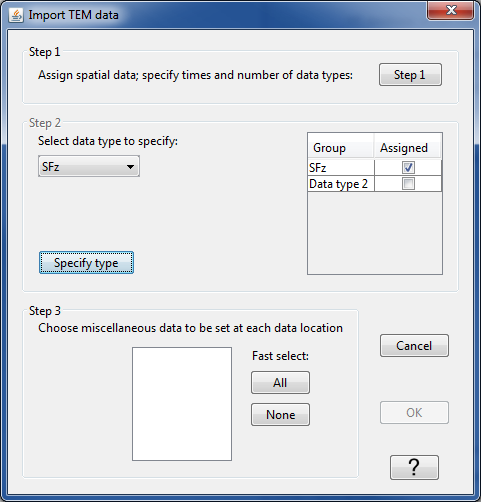 Import TEM data
Step 1
Assign spatial data; specify times and number of data types:
Step 1
Step 2
Select data type to specify:
SFz
Group Assigned
SFz
Data type 2
Specify type
Step 3
Choose miscellaneous data to be set at each data location
Fast select:
All
None
Cancel
OK
?